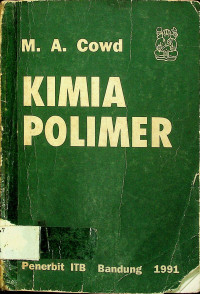 M. A. Cowd
KIMIA
POLIMER
Penerbit ITB Bandung 1991